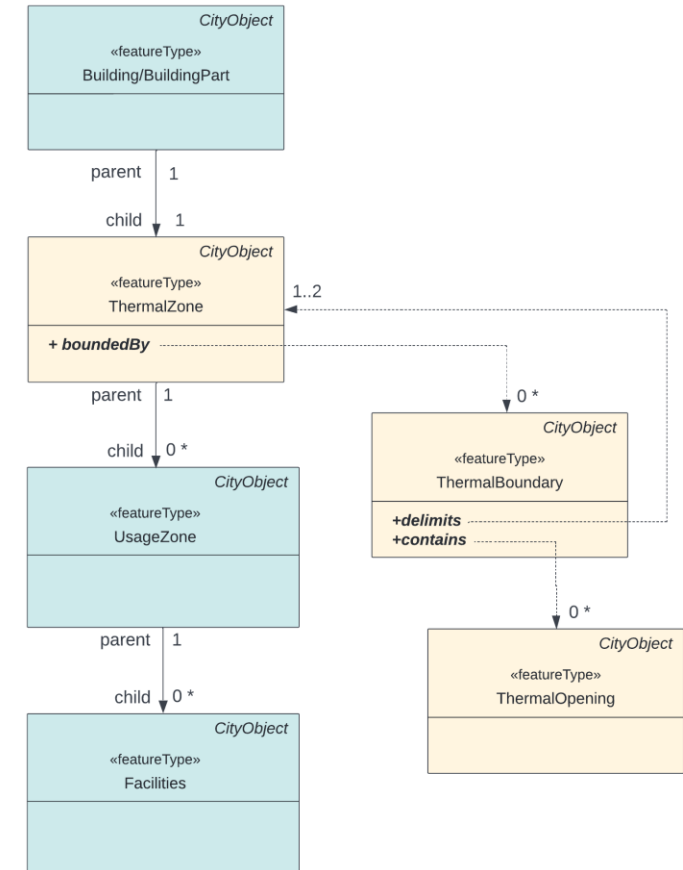 CityObject
«featureType»
Building/BuildingPart
parent 1
child 1
CityObject
«featureType»
ThermalZone
+ boundedBy
1..2
parent 1
child 0 *
0 *
CityObject
«featureType»
ThermalBoundary
+delimits
+contains
CityObject
«featureType»
UsageZone
0 *
parent 1
child 0 *
CityObject
«featureType»
ThermalOpening
CityObject
«featureType»
Facilities